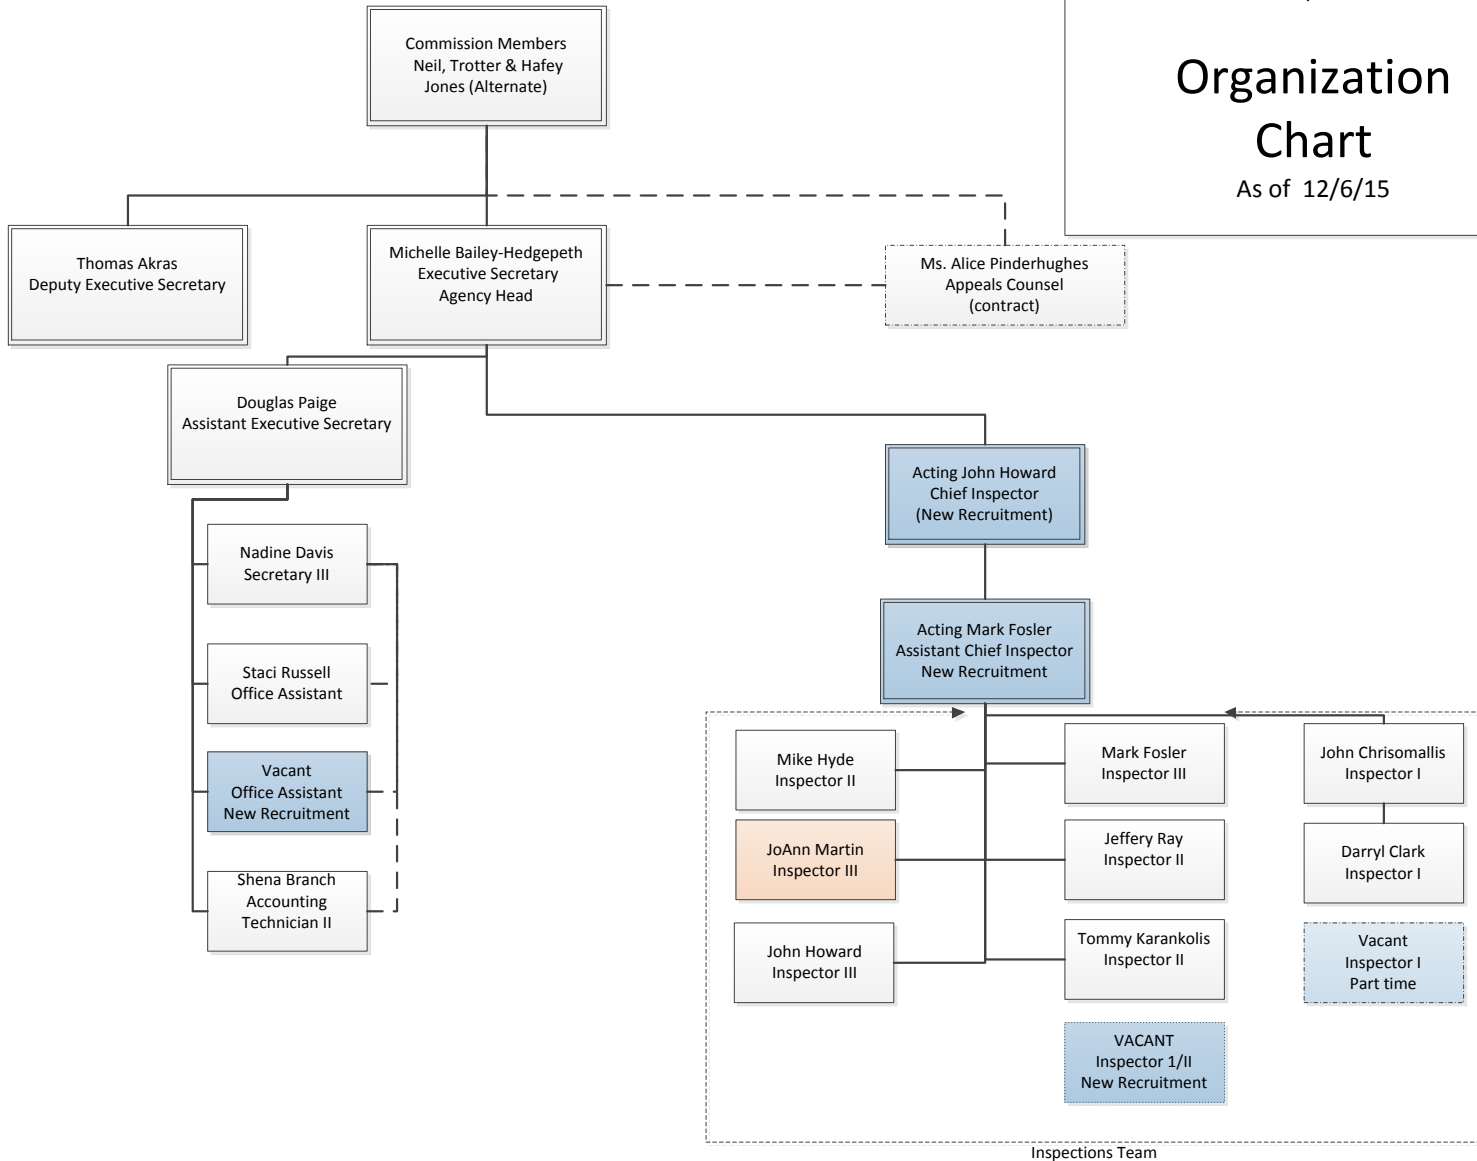 Organization
Chart
As of 12/6/15
Commission Members
Neil, Trotter & Hafey
Jones (Alternate)
Thomas Akras
Deputy Executive Secretary
Michelle Bailey-Hedgepeth
Executive Secretary
Agency Head
Ms. Alice Pinderhughes
Appeals Counsel
(contract)
Douglas Paige
Assistant Executive Secretary
Nadine Davis
Secretary III
Staci Russell
Office Assistant
Vacant
Office Assistant
New Recruitment
Shena Branch
Accounting
Technician II
Acting John Howard
Chief Inspector
(New Recruitment)
Acting Mark Fosler
Assistant Chief Inspector
New Recruitment
Mike Hyde
Inspector II
JoAnn Martin
Inspector III
John Howard
Inspector III
Mark Fosler
Inspector III
Jeffery Ray
Inspector II
Tommy Karankolis
Inspector II
VACANT
Inspector 1/II
New Recruitment
John Chrisomallis
Inspector I
Darryl Clark
Inspector I
Vacant
Inspector I
Part time
Inspections Team